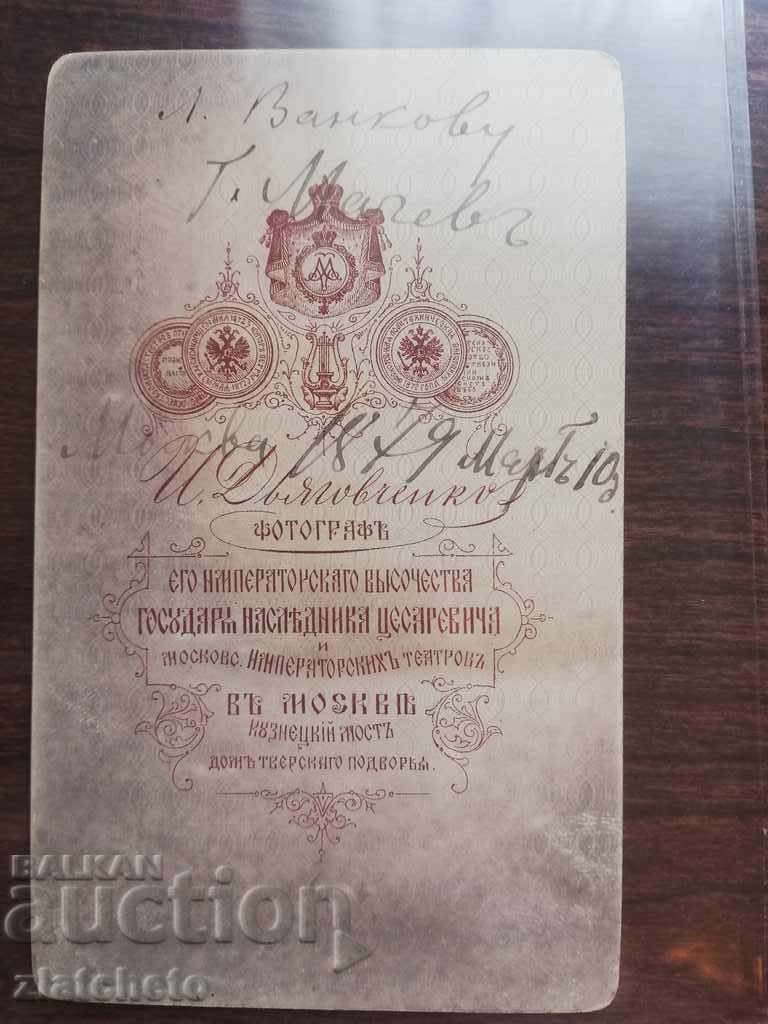 Л. Ванкову
Г. Мачевъ
Москва 1879 Мартъ 10
И. Дьяговченко
ФОТОГРАФЪ
ЕГО ИМПЕРАТОРСКАГО ВЫСОЧЕСТВА
ГОСУДАРЯ НАСЛѢДНИКА ЦЕСАРЕВИЧА
И
МОСКОВС. ИМПЕРАТОРСКИХЪ ТЕАТРОВЪ
ВЪ МОСКВѢ
КУЗНЕЦКІЙ МОСТЪ
ДОМЪ ТВЕРСКАГО ПОДВОРЬЯ.
BALKAN
auction
zlatcheto